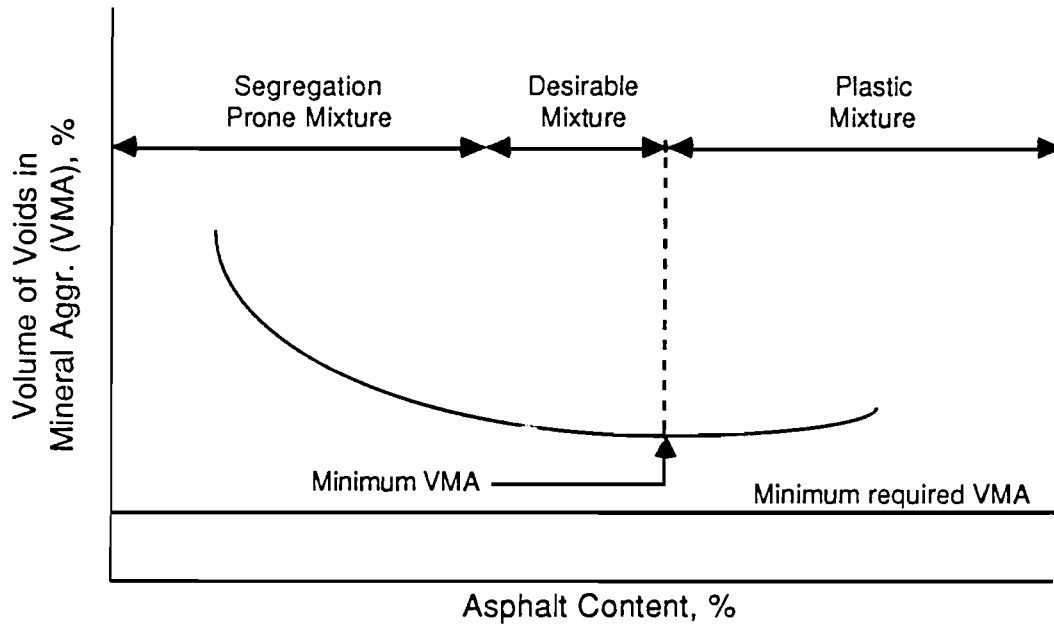 Segregation
Prone Mixture
Desirable
Mixture
Plastic
Mixture
Volume of Voids in
Mineral Aggr. (VMA), %
Minimum VMA
Minimum required VMA
Asphalt Content, %